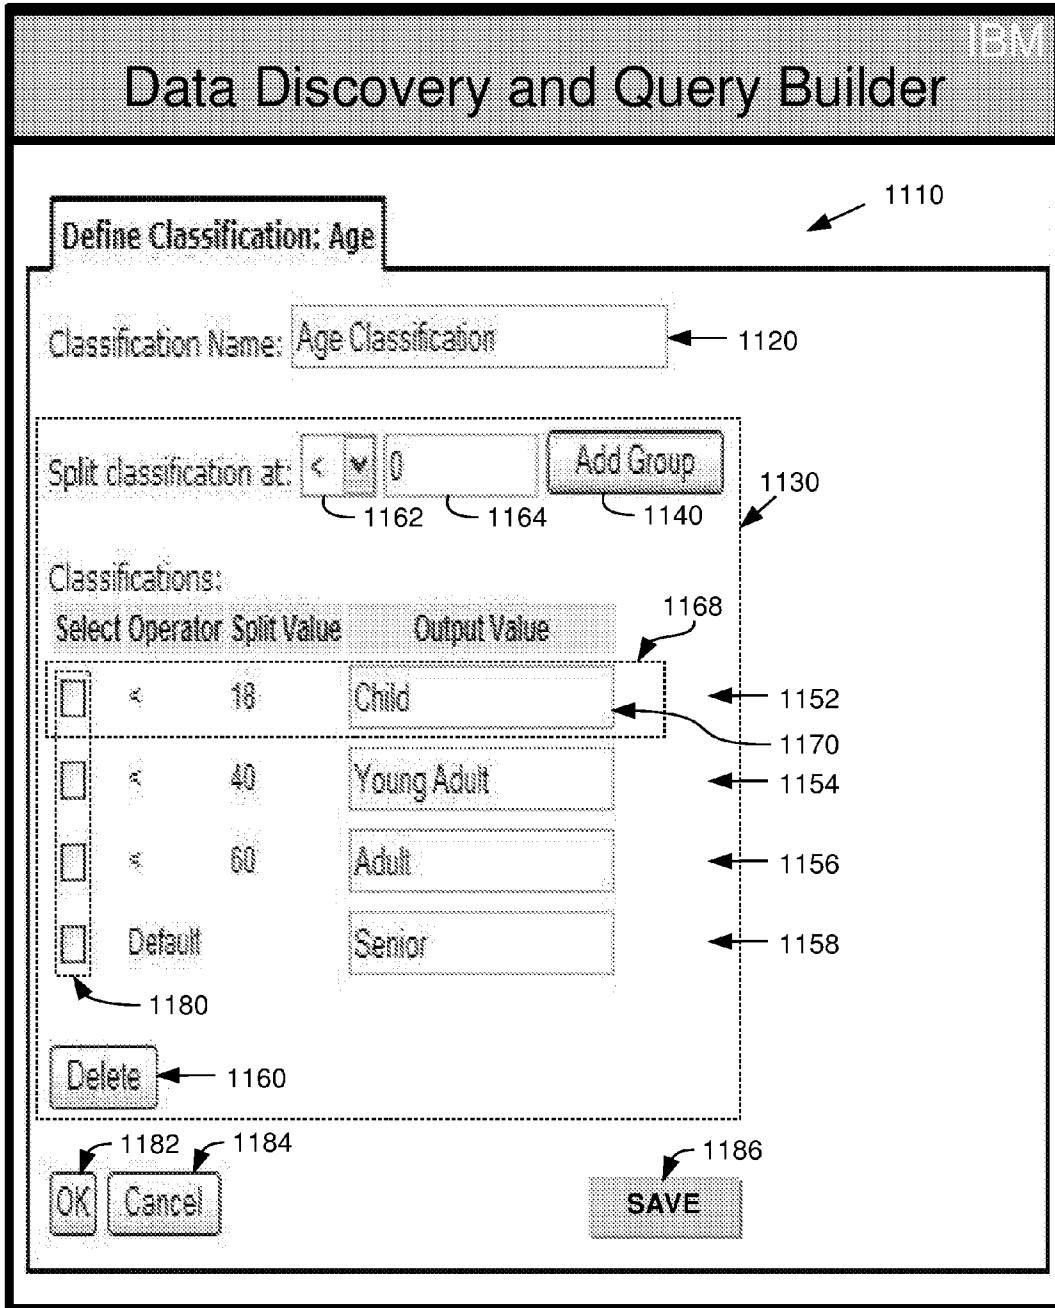 IBM
Data Discovery and Query Builder
1110
Define Classification: Age
Classification Name: Age Classification 1120
Split classification at: < 0 Add Group
1130
1162 1164 1140
Classifications:
1168
Select Operator Split Value Output Value
< 18 Child 1152
1170
< 40 Young Adult 1154
< 60 Adult 1156
Default Senior 1158
1180
Delete 1160
1182 1184 1186
OK Cancel SAVE